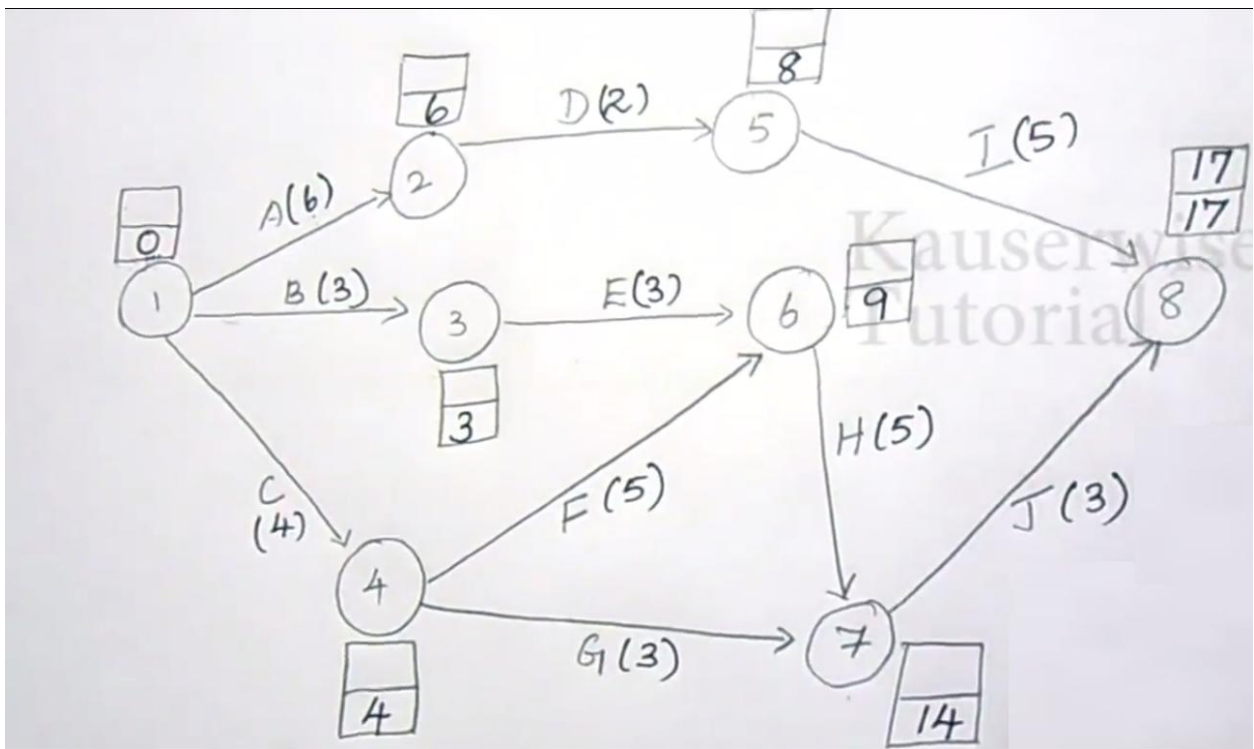 8
6
D(2)
5
I(5)
2
17
17
A(6)
0
Kauserwise
Tutorial
1
B(3)
3
E(3)
6
9
8
3
H(5)
C
(4)
F(5)
J(3)
4
G(3)
7
4
14